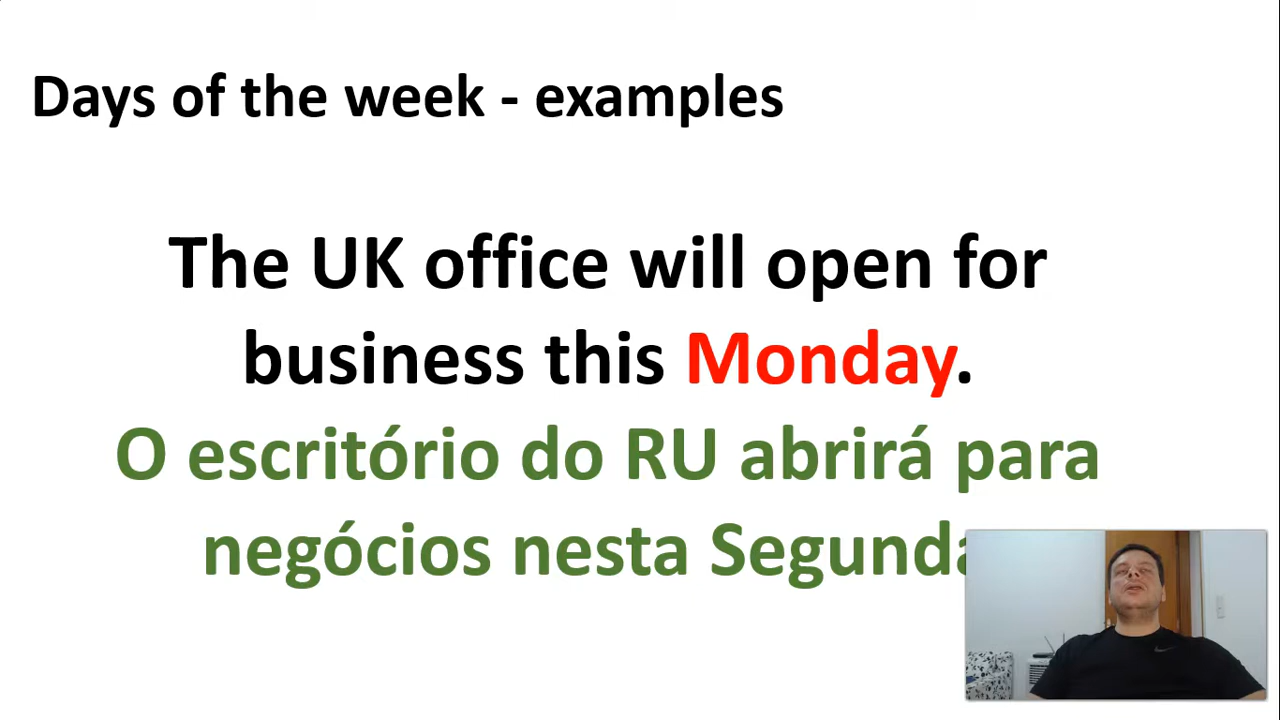 Days of the week - examples
The UK office will open for
business this Monday.
O escritório do RU abrirá para
negócios nesta Segunda